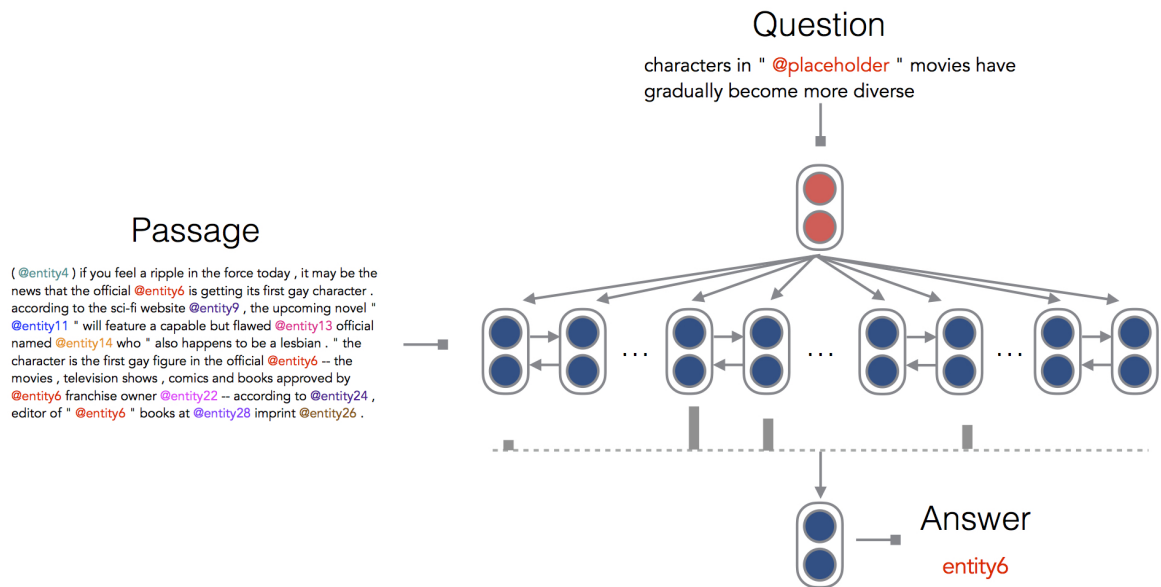 Question
characters in " @placeholder " movies have
gradually become more diverse
Passage
( @entity4 ) if you feel a ripple in the force today , it may be the
news that the official @entity6 is getting its first gay character .
according to the sci-fi website @entity9 , the upcoming novel "
@entity11 " will feature a capable but flawed @entity13 official
named @entity14 who " also happens to be a lesbian . " the
character is the first gay figure in the official @entity6 -- the
movies , television shows , comics and books approved by
@entity6 franchise owner @entity22 -- according to @entity24 ,
editor of " @entity6 " books at @entity28 imprint @entity26 .
... ... ...
Answer
entity6